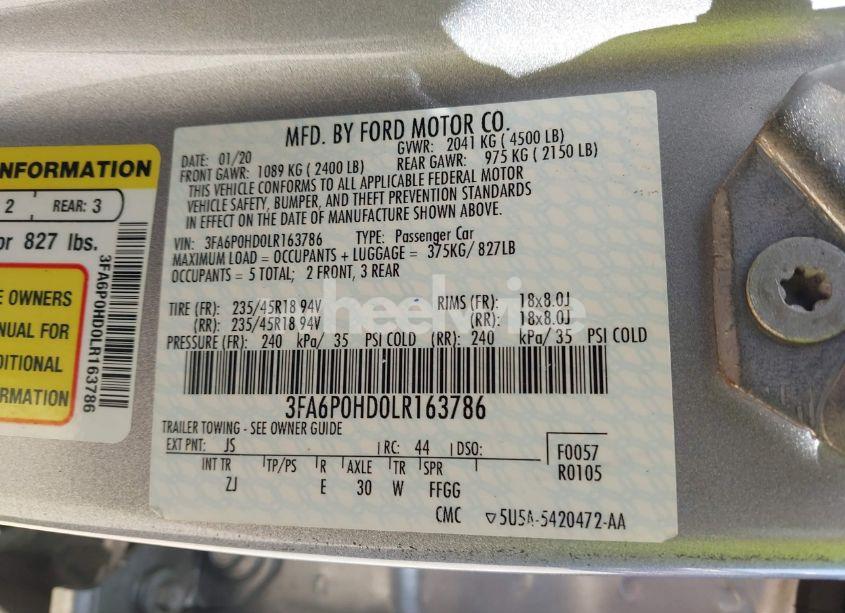 NFORMATION
2 REAR: 3
or 827 lbs.
E OWNERS
NUAL FOR
DITIONAL
RMATION
3FA6P0HD0LR163786
MFD. BY FORD MOTOR CO.
DATE: 01/20 GVWR: 2041 KG ( 4500 LB)
FRONT GAWR: 1089 KG ( 2400 LB) REAR GAWR: 975 KG ( 2150 LB)
THIS VEHICLE CONFORMS TO ALL APPLICABLE FEDERAL MOTOR
VEHICLE SAFETY, BUMPER, AND THEFT PREVENTION STANDARDS
IN EFFECT ON THE DATE OF MANUFACTURE SHOWN ABOVE.
VIN: 3FA6P0HD0LR163786 TYPE: Passenger Car
MAXIMUM LOAD = OCCUPANTS + LUGGAGE = 375KG/ 827LB
OCCUPANTS = 5 TOTAL; 2 FRONT, 3 REAR
TIRE (FR): 235/45R18 94V RIMS (FR): 18x8.0J
(RR): 235/45R18 94V (RR): 18x8.0J
PRESSURE (FR): 240 kPa/ 35 PSI COLD (RR): 240 kPa/ 35 PSI COLD
3FA6P0HD0LR163786
TRAILER TOWING - SEE OWNER GUIDE
EXT PNT: JS RC: 44 DSO: F0057
R0105
INT TR TP/PS R AXLE TR SPR
ZJ E 30 W FFGG
CMC ▽5U5A-5420472-AA